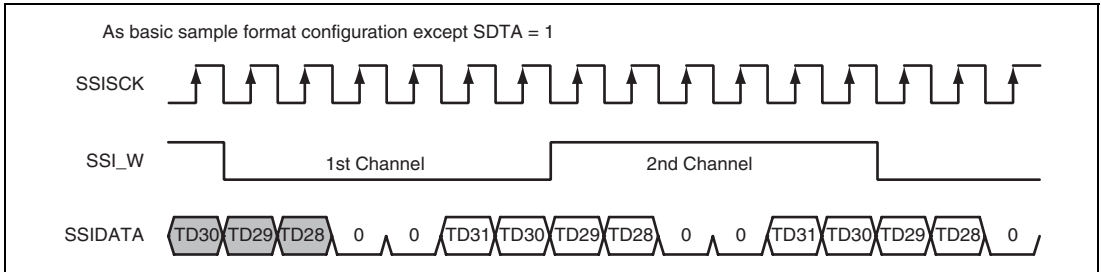 As basic sample format configuration except SDTA = 1
SSISCK
SSI_W
1st Channel
2nd Channel
SSIDATA
TD30 TD29 TD28 0 0 TD31 TD30 TD29 TD28 0 0 TD31 TD30 TD29 TD28 0